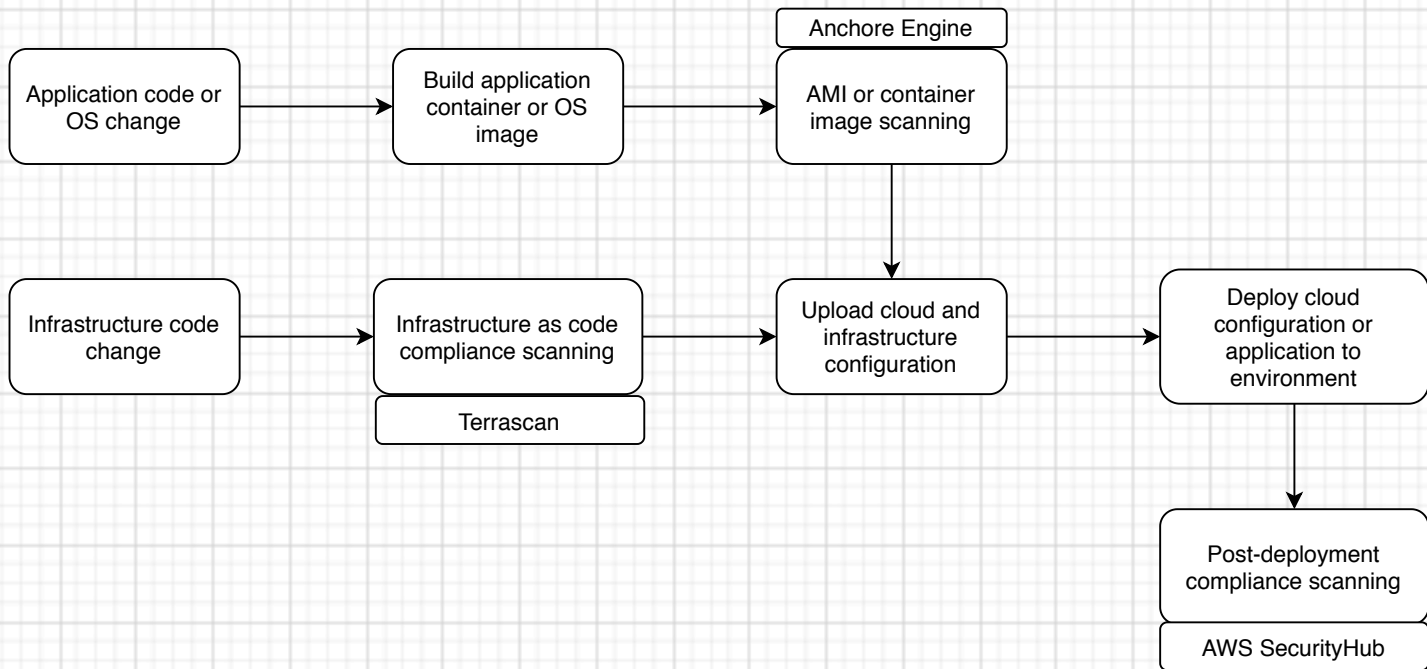 Anchore Engine
Application code or
OS change
Build application
container or OS
image
AMI or container
image scanning
Infrastructure code
change
Infrastructure as code
compliance scanning
Terrascan
Upload cloud and
infrastructure
configuration
Deploy cloud
configuration or
application to
environment
Post-deployment
compliance scanning
AWS SecurityHub